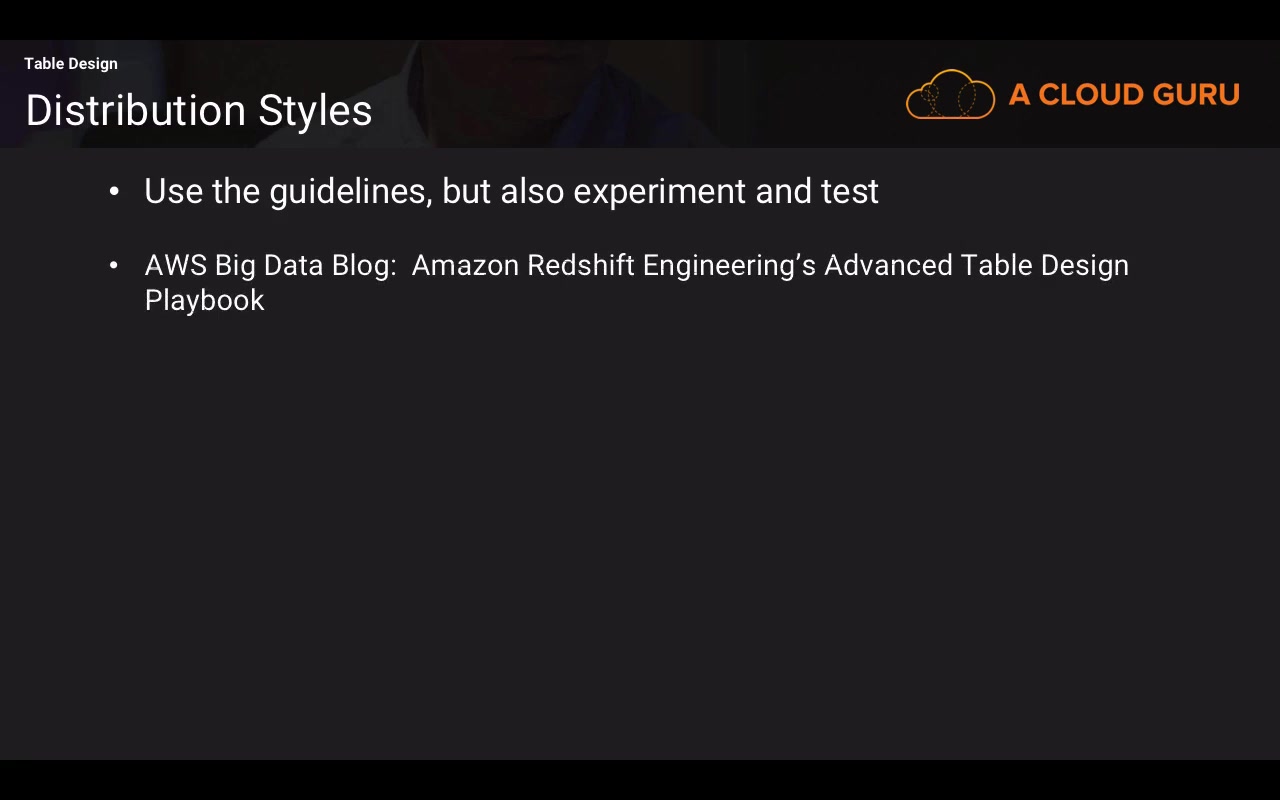 Table Design
Distribution Styles
A CLOUD GURU
• Use the guidelines, but also experiment and test
• AWS Big Data Blog:  Amazon Redshift Engineering’s Advanced Table Design
Playbook